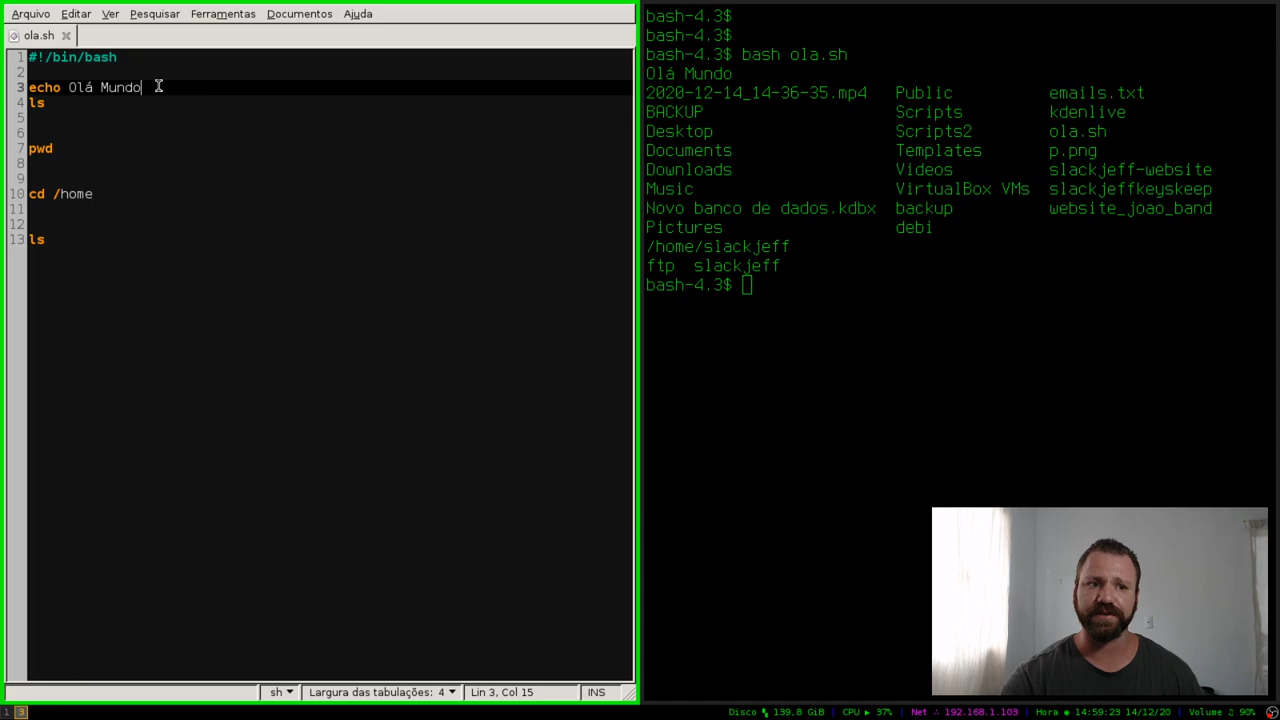 Arquivo Editar Ver Pesquisar Ferramentas Documentos Ajuda
ola.sh
1 #!/bin/bash
2
3 echo Olá Mundo
4 ls
5
6
7 pwd
8
9
10 cd /home
11
12
13 ls
sh Largura das tabulações: 4 Lin 3, Col 15 INS
bash-4.3$
bash-4.3$
bash-4.3$ bash ola.sh
Olá Mundo
2020-12-14_14-36-35.mp4 Public emails.txt
BACKUP Scripts kdenlive
Desktop Scripts2 ola.sh
Documents Templates p.png
Downloads Videos slackjeff-website
Music VirtualBox VMs slackjeffkeyskeep
Novo banco de dados.kdbx backup website_joao_band
Pictures debi
/home/slackjeff
ftp slackjeff
bash-4.3$
1 3 Disco 139,8 GiB | CPU 37% | Net 192.168.1.103 | Hora 14:59:23 14/12/20 | Volume 90%